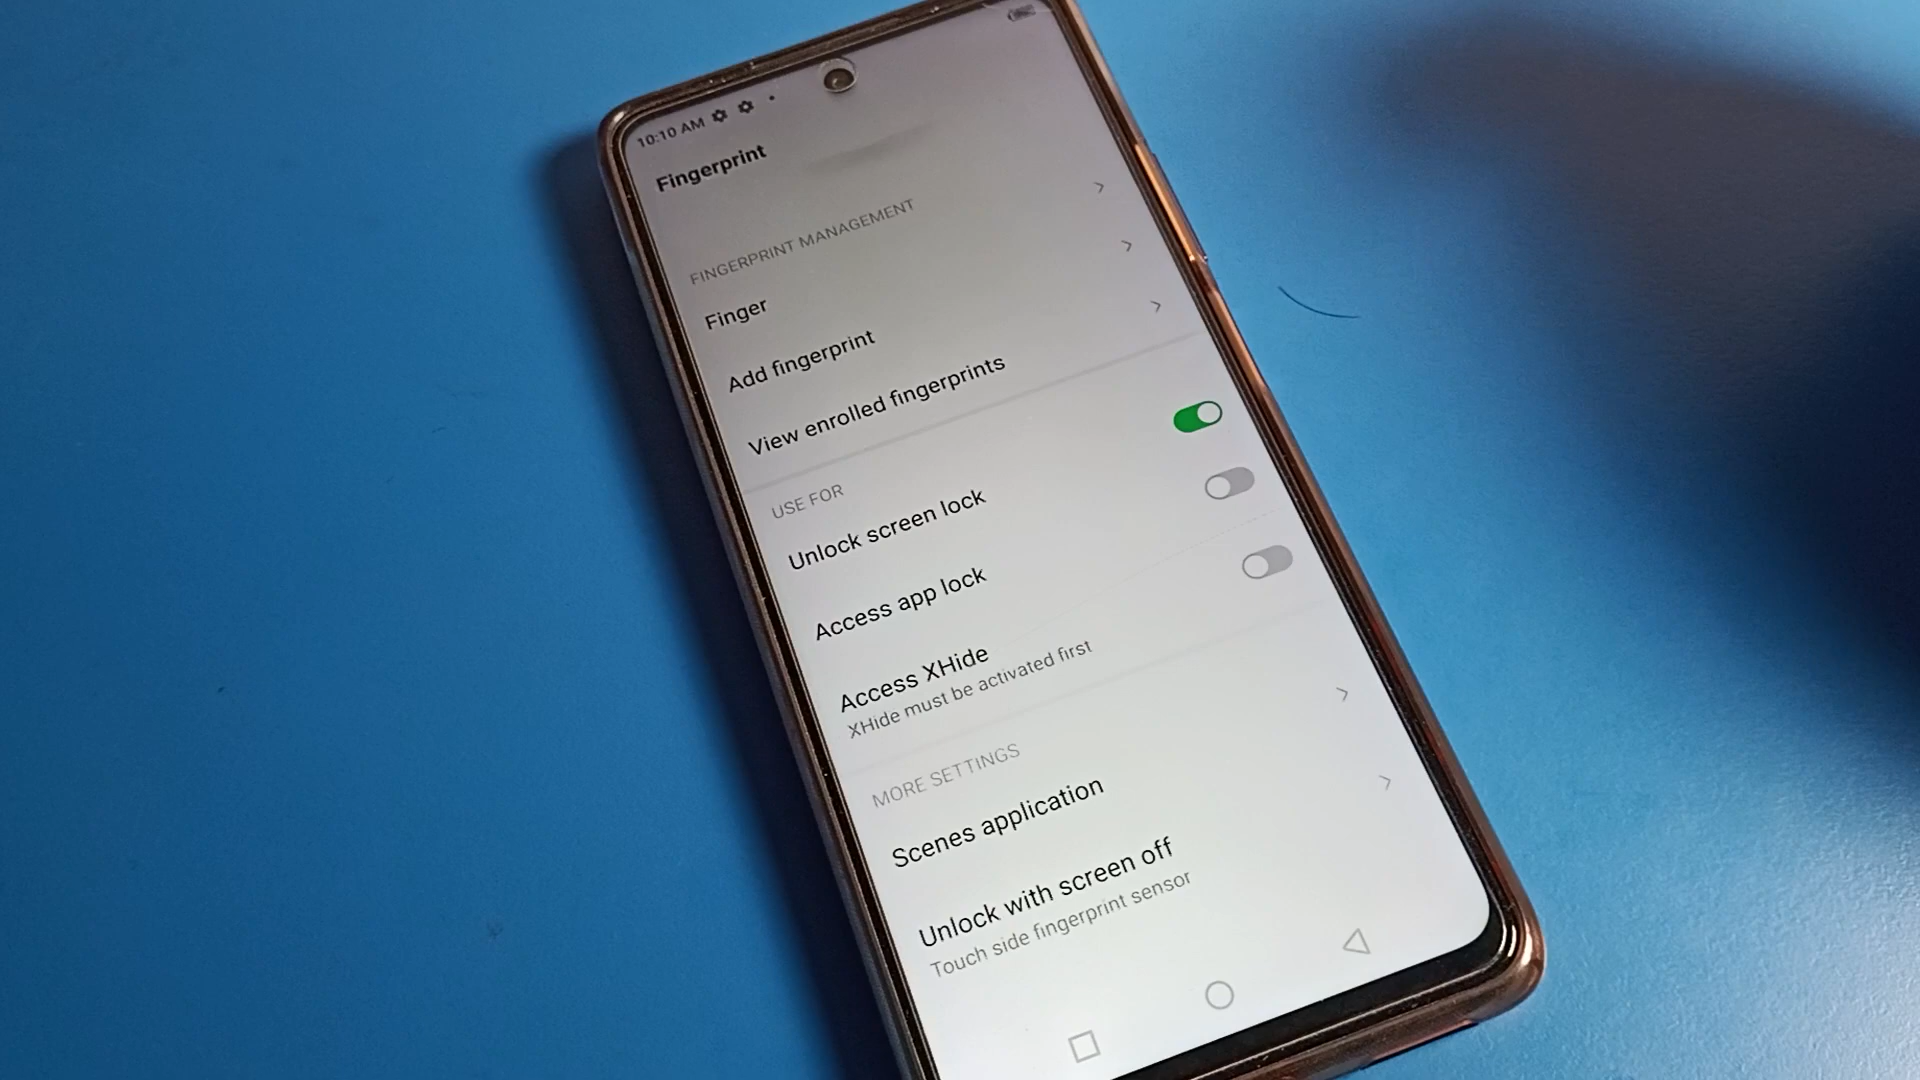 10:10 AM
Fingerprint
FINGERPRINT MANAGEMENT
Finger
Add fingerprint
View enrolled fingerprints
USE FOR
Unlock screen lock
Access app lock
Access XHide
XHide must be activated first
MORE SETTINGS
Scenes application
Unlock with screen off
Touch side fingerprint sensor